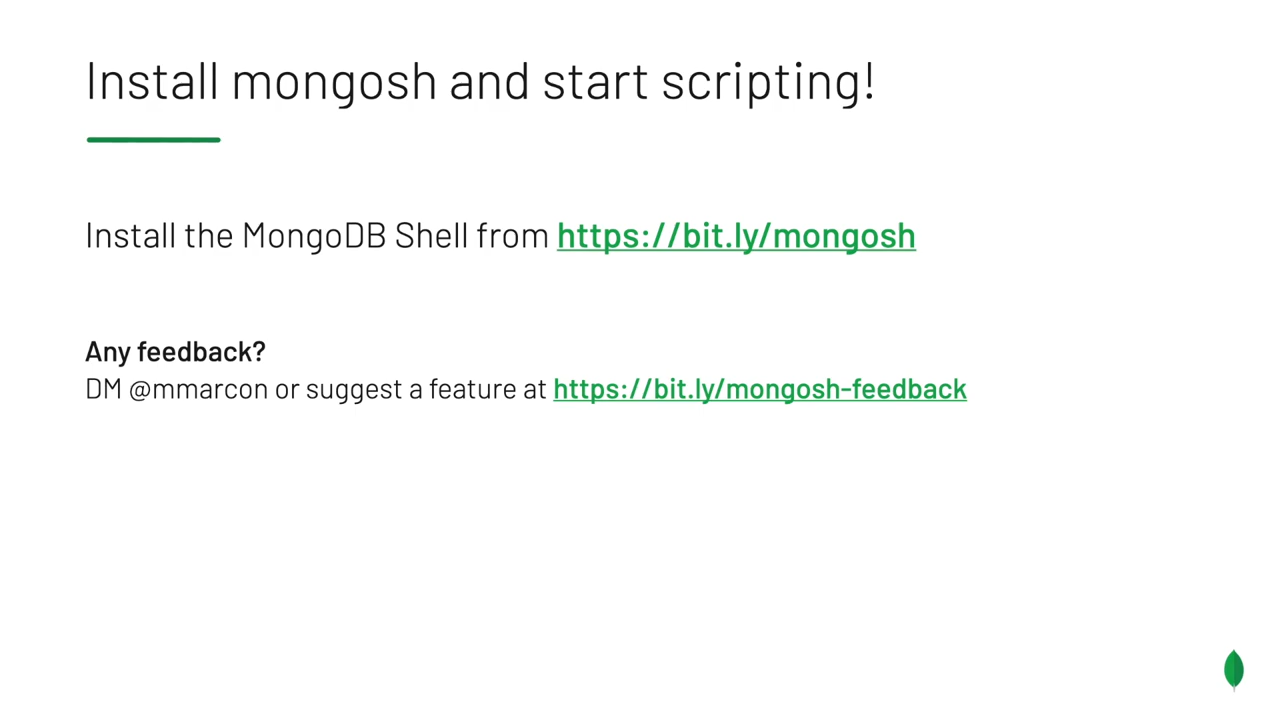 Install mongosh and start scripting!
Install the MongoDB Shell from https://bit.ly/mongosh
Any feedback?
DM @mmarcon or suggest a feature at https://bit.ly/mongosh-feedback